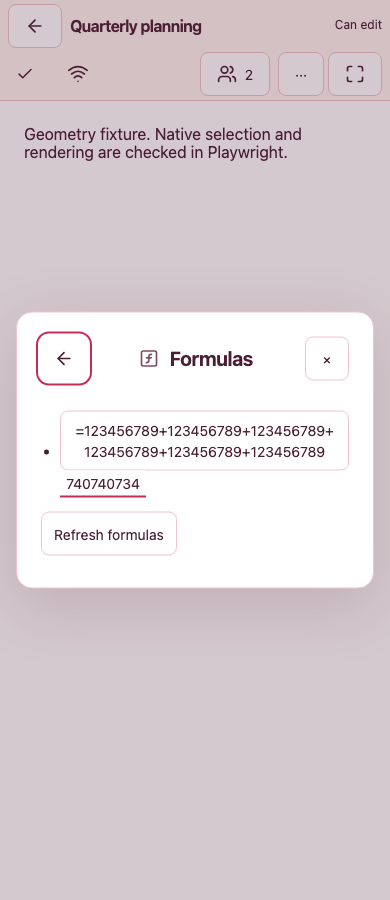 Quarterly planning
Can edit
2
...
Geometry fixture. Native selection and
rendering are checked in Playwright.
Formulas
×
=123456789+123456789+123456789+
123456789+123456789+123456789
740740734
Refresh formulas